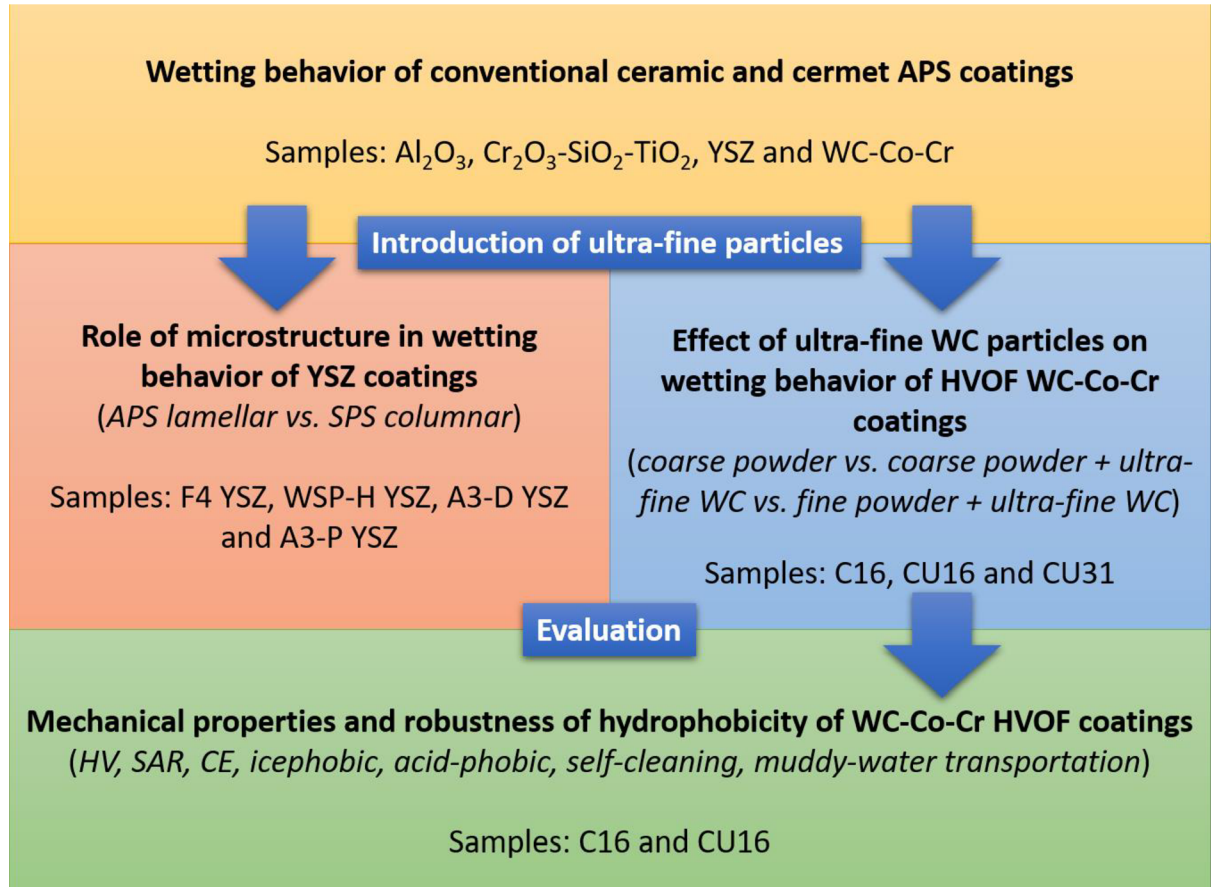 Wetting behavior of conventional ceramic and cermet APS coatings
Samples: Al₂O₃, Cr₂O₃-SiO₂-TiO₂, YSZ and WC-Co-Cr
Introduction of ultra-fine particles
Role of microstructure in wetting
behavior of YSZ coatings
(APS lamellar vs. SPS columnar)
Samples: F4 YSZ, WSP-H YSZ, A3-D YSZ
and A3-P YSZ
Effect of ultra-fine WC particles on
wetting behavior of HVOF WC-Co-Cr
coatings
(coarse powder vs. coarse powder + ultra-
fine WC vs. fine powder + ultra-fine WC)
Samples: C16, CU16 and CU31
Evaluation
Mechanical properties and robustness of hydrophobicity of WC-Co-Cr HVOF coatings
(HV, SAR, CE, icephobic, acid-phobic, self-cleaning, muddy-water transportation)
Samples: C16 and CU16